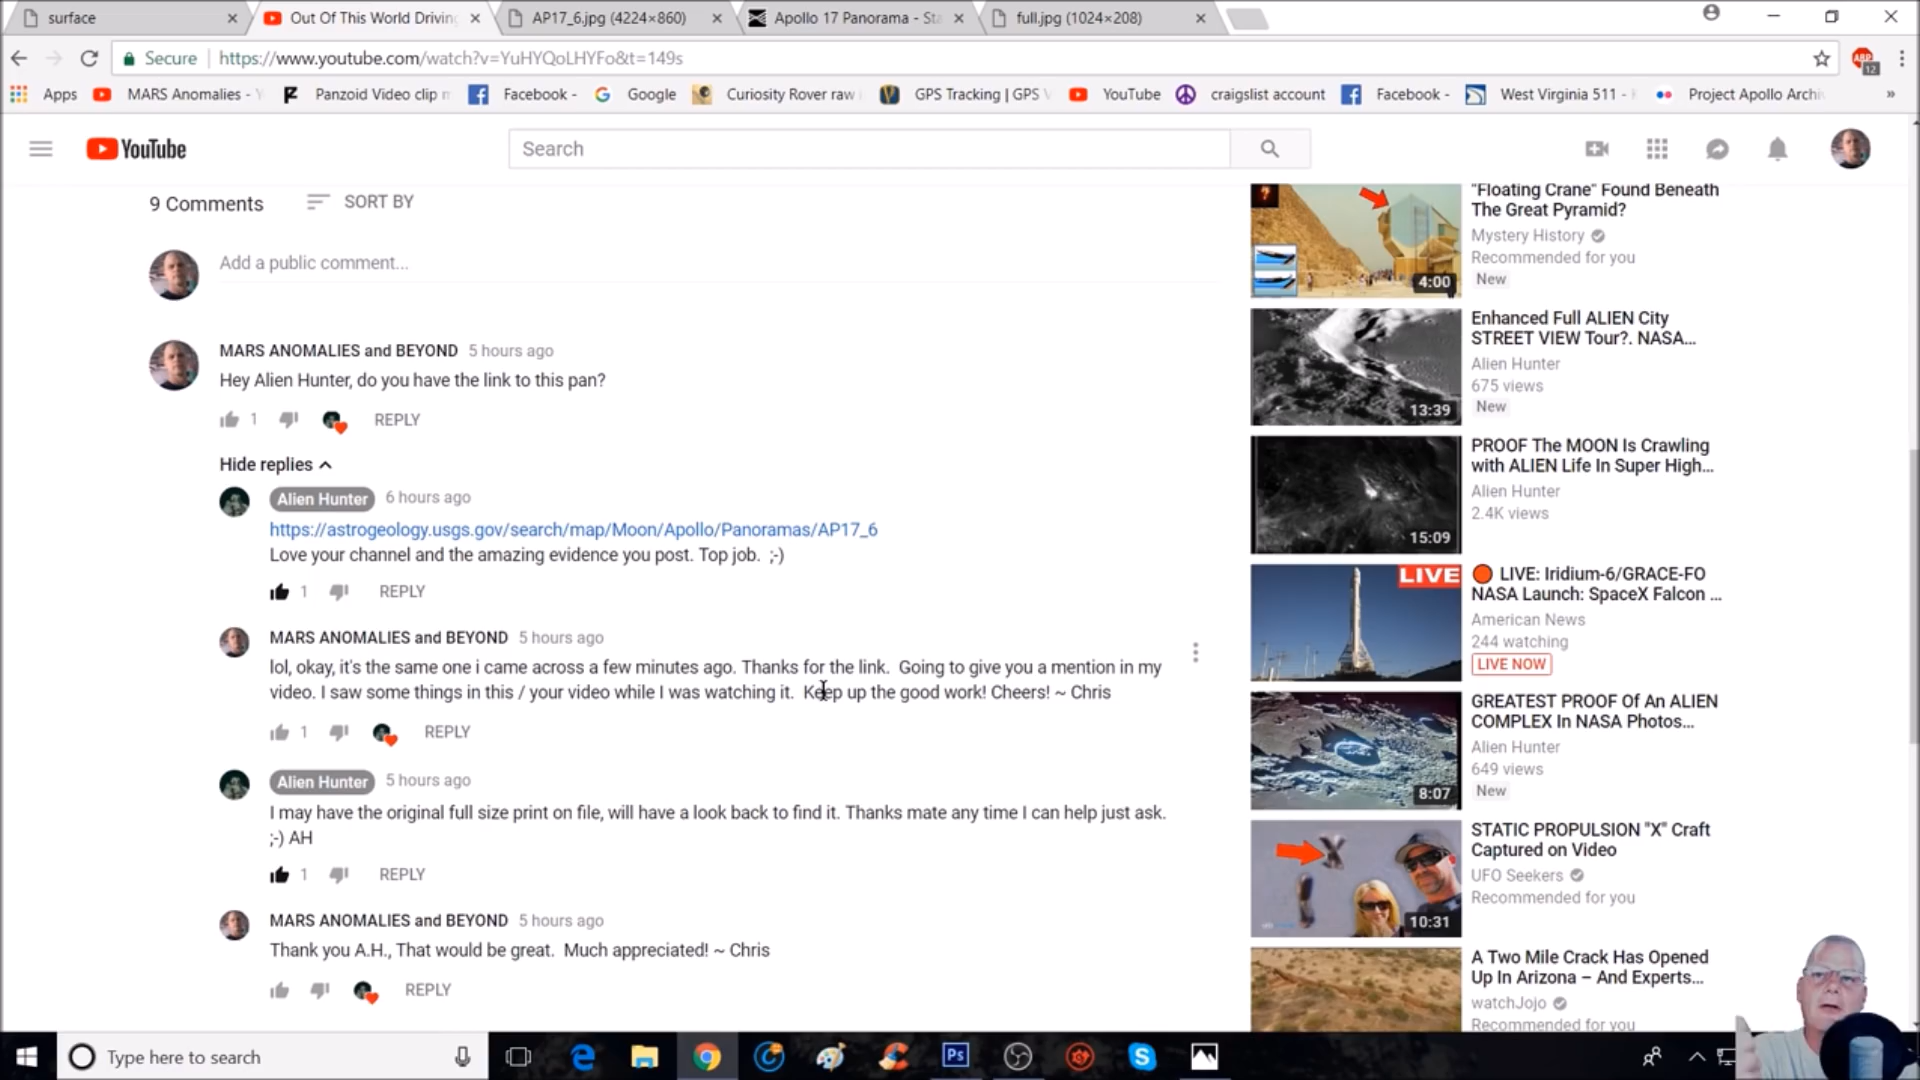 surface
Out Of This World Driving
AP17_6.jpg (4224×860)
Apollo 17 Panorama - Sta
full.jpg (1024×208)
Secure
https://www.youtube.com/watch?v=YuHYQoLHYFo&t=149s
ABP
12
Apps
MARS Anomalies - Y
Panzoid Video clip m
Facebook -
Google
Curiosity Rover raw
GPS Tracking | GPS V
YouTube
craigslist account
Facebook -
West Virginia 511 -
Project Apollo Archi
»
YouTube
Search
9 Comments
SORT BY
Add a public comment...
MARS ANOMALIES and BEYOND 5 hours ago
Hey Alien Hunter, do you have the link to this pan?
1
REPLY
Hide replies
Alien Hunter 6 hours ago
https://astrogeology.usgs.gov/search/map/Moon/Apollo/Panoramas/AP17_6
Love your channel and the amazing evidence you post. Top job. ;-)
1
REPLY
MARS ANOMALIES and BEYOND 5 hours ago
lol, okay, it's the same one i came across a few minutes ago. Thanks for the link. Going to give you a mention in my
video. I saw some things in this / your video while I was watching it. Keep up the good work! Cheers! ~ Chris
1
REPLY
Alien Hunter 5 hours ago
I may have the original full size print on file, will have a look back to find it. Thanks mate any time I can help just ask.
;-) AH
1
REPLY
MARS ANOMALIES and BEYOND 5 hours ago
Thank you A.H., That would be great. Much appreciated! ~ Chris
REPLY
4:00
"Floating Crane" Found Beneath
The Great Pyramid?
Mystery History
Recommended for you
New
13:39
Enhanced Full ALIEN City
STREET VIEW Tour?. NASA...
Alien Hunter
675 views
New
15:09
PROOF The MOON Is Crawling
with ALIEN Life In Super High...
Alien Hunter
2.4K views
LIVE
LIVE: Iridium-6/GRACE-FO
NASA Launch: SpaceX Falcon ...
American News
244 watching
LIVE NOW
8:07
GREATEST PROOF Of An ALIEN
COMPLEX In NASA Photos...
Alien Hunter
649 views
New
10:31
STATIC PROPULSION "X" Craft
Captured on Video
UFO Seekers
Recommended for you
A Two Mile Crack Has Opened
Up In Arizona – And Experts...
watchJojo
Recommended for you
Type here to search
Ps